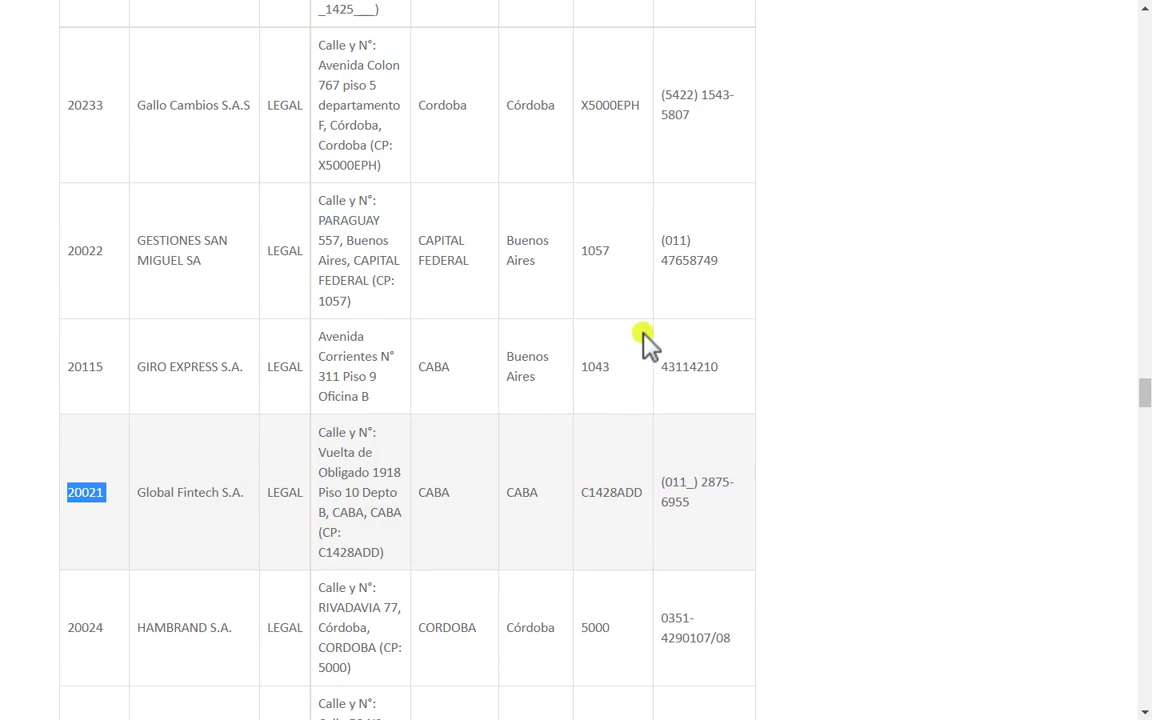 _1425___)
20233
Gallo Cambios S.A.S
LEGAL
Calle y N°:
Avenida Colon
767 piso 5
departamento
F, Córdoba,
Cordoba (CP:
X5000EPH)
Cordoba
Córdoba
X5000EPH
(5422) 1543-
5807
20022
GESTIONES SAN
MIGUEL SA
LEGAL
Calle y N°:
PARAGUAY
557, Buenos
Aires, CAPITAL
FEDERAL (CP:
1057)
CAPITAL
FEDERAL
Buenos
Aires
1057
(011)
47658749
20115
GIRO EXPRESS S.A.
LEGAL
Avenida
Corrientes N°
311 Piso 9
Oficina B
CABA
Buenos
Aires
1043
43114210
20021
Global Fintech S.A.
LEGAL
Calle y N°:
Vuelta de
Obligado 1918
Piso 10 Depto
B, CABA, CABA
(CP:
C1428ADD)
CABA
CABA
C1428ADD
(011_) 2875-
6955
20024
HAMBRAND S.A.
LEGAL
Calle y N°:
RIVADAVIA 77,
Córdoba,
CORDOBA (CP:
5000)
CORDOBA
Córdoba
5000
0351-
4290107/08
Calle y N°: